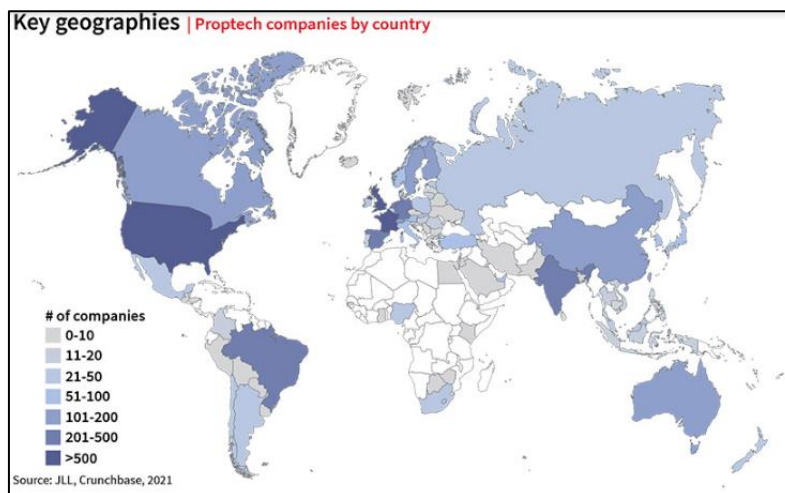 Key geographies | Proptech companies by country
# of companies
0-10
11-20
21-50
51-100
101-200
201-500
>500
Source: JLL, Crunchbase, 2021